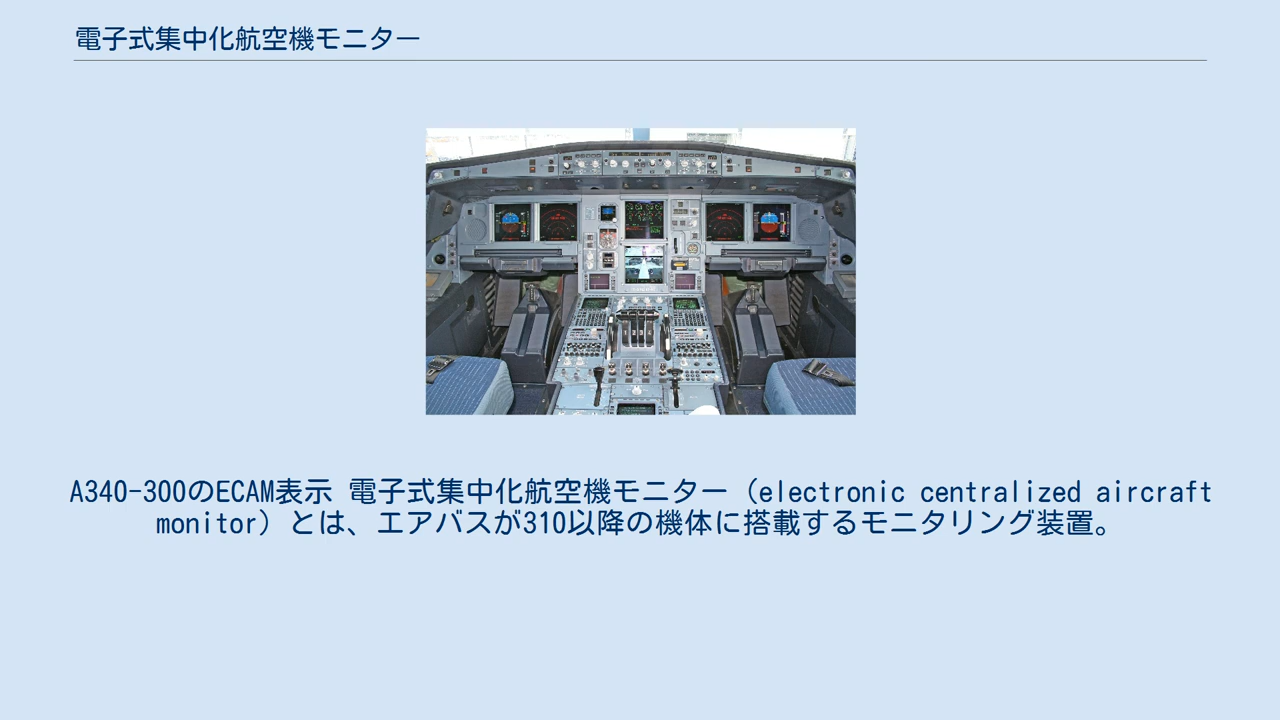 電子式集中化航空機モニター
A340-300のECAM表示 電子式集中化航空機モニター（electronic centralized aircraft
monitor）とは、エアバスが310以降の機体に搭載するモニタリング装置。